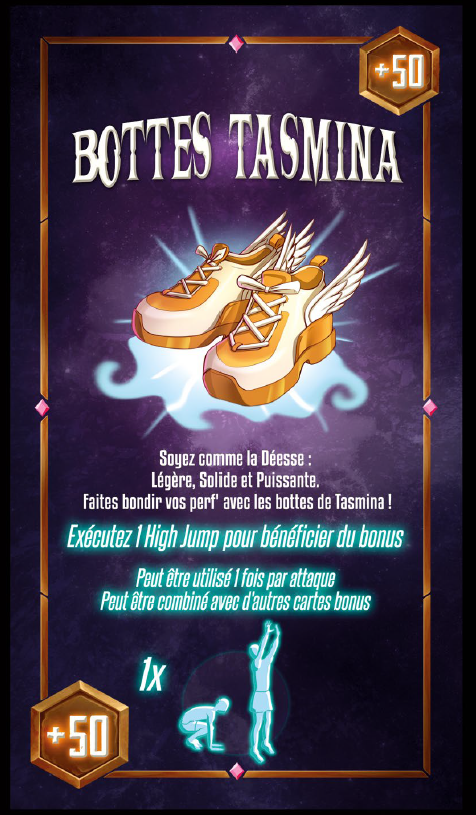 +50
BOTTES TASMINA
Soyez comme la Déesse :
Légère, Solide et Puissante.
Faites bondir vos perf' avec les bottes de Tasmina !
Exécutez 1 High Jump pour bénéficier du bonus
Peut être utilisé 1 fois par attaque
Peut être combiné avec d'autres cartes bonus
1x
+50